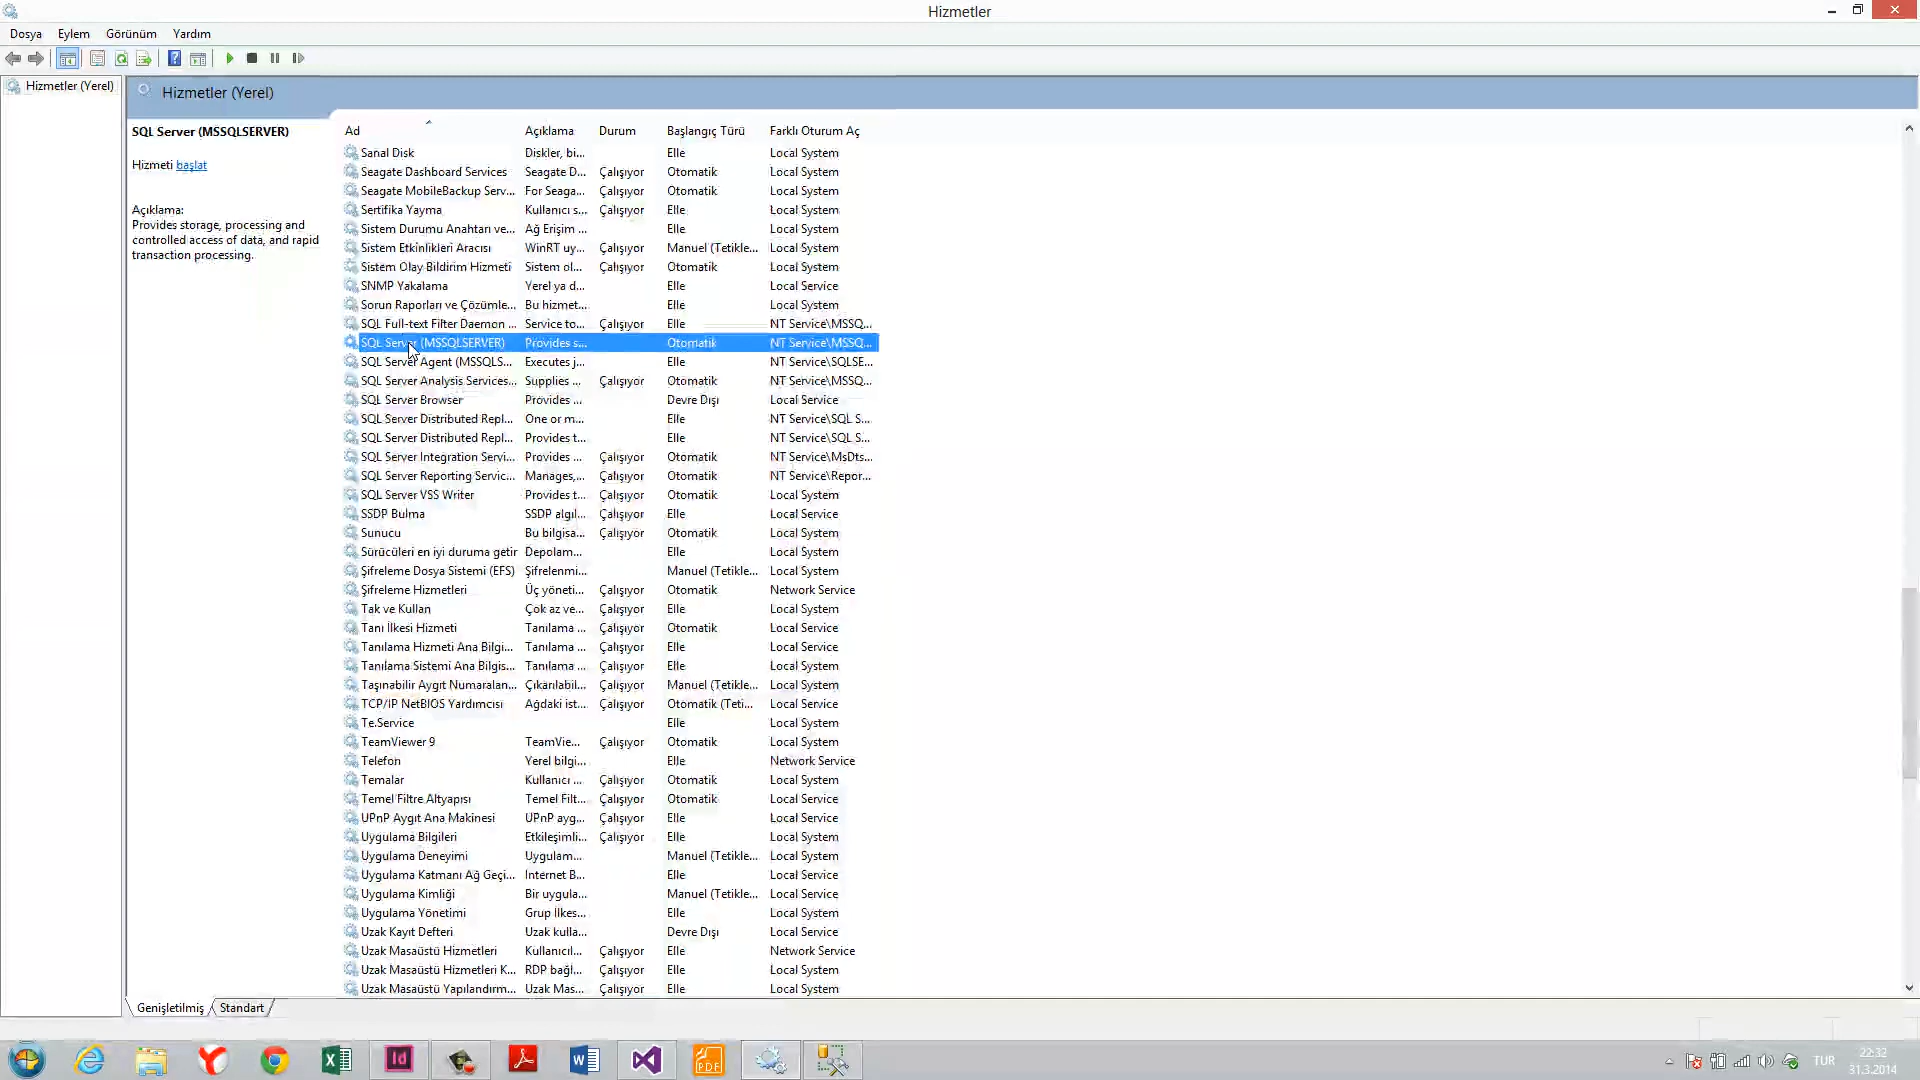 Hizmetler
Dosya Eylem Görünüm Yardım
Hizmetler (Yerel)
Hizmetler (Yerel)
SQL Server (MSSQLSERVER)
Hizmeti başlat
Açıklama:
Provides storage, processing and
controlled access of data, and rapid
transaction processing.
Ad Açıklama Durum Başlangıç Türü Farklı Oturum Aç
Sanal Disk Diskler, bi... Elle Local System
Seagate Dashboard Services Seagate D... Çalışıyor Otomatik Local System
Seagate MobileBackup Serv... For Seaga... Çalışıyor Otomatik Local System
Sertifika Yayma Kullanıcı s... Çalışıyor Elle Local System
Sistem Durumu Anahtarı ve... Ağ Erişim ... Elle Local System
Sistem Etkinlikleri Aracısı WinRT uy... Çalışıyor Manuel (Tetikle... Local System
Sistem Olay Bildirim Hizmeti Sistem ol... Çalışıyor Otomatik Local System
SNMP Yakalama Yerel ya d... Elle Local Service
Sorun Raporları ve Çözümle... Bu hizmet... Elle Local System
SQL Full-text Filter Daemon ... Service to... Çalışıyor Elle NT Service\MSSQ...
SQL Server (MSSQLSERVER) Provides s... Otomatik NT Service\MSSQ...
SQL Server Agent (MSSQLS... Executes j... Elle NT Service\SQLSE...
SQL Server Analysis Services... Supplies ... Çalışıyor Otomatik NT Service\MSSQ...
SQL Server Browser Provides ... Devre Dışı Local Service
SQL Server Distributed Repl... One or m... Elle NT Service\SQL S...
SQL Server Distributed Repl... Provides t... Elle NT Service\SQL S...
SQL Server Integration Servi... Provides ... Çalışıyor Otomatik NT Service\MsDts...
SQL Server Reporting Servic... Manages,... Çalışıyor Otomatik NT Service\Repor...
SQL Server VSS Writer Provides t... Çalışıyor Otomatik Local System
SSDP Bulma SSDP algıl... Çalışıyor Elle Local Service
Sunucu Bu bilgisa... Çalışıyor Otomatik Local System
Sürücüleri en iyi duruma getir Depolam... Elle Local System
Şifreleme Dosya Sistemi (EFS) Şifrelenmi... Manuel (Tetikle... Local System
Şifreleme Hizmetleri Üç yöneti... Çalışıyor Otomatik Network Service
Tak ve Kullan Çok az ve... Çalışıyor Elle Local System
Tanı İlkesi Hizmeti Tanılama ... Çalışıyor Otomatik Local Service
Tanılama Hizmeti Ana Bilgi... Tanılama ... Çalışıyor Elle Local Service
Tanılama Sistemi Ana Bilgis... Tanılama ... Çalışıyor Elle Local System
Taşınabilir Aygıt Numaralan... Çıkarılabil... Çalışıyor Manuel (Tetikle... Local System
TCP/IP NetBIOS Yardımcısı Ağdaki ist... Çalışıyor Otomatik (Teti... Local Service
Te.Service Elle Local System
TeamViewer 9 TeamVie... Çalışıyor Otomatik Local System
Telefon Yerel bilgi... Elle Network Service
Temalar Kullanıcı ... Çalışıyor Otomatik Local System
Temel Filtre Altyapısı Temel Filt... Çalışıyor Otomatik Local Service
UPnP Aygıt Ana Makinesi UPnP ayg... Çalışıyor Elle Local Service
Uygulama Bilgileri Etkileşimli... Çalışıyor Elle Local System
Uygulama Deneyimi Uygulam... Manuel (Tetikle... Local System
Uygulama Katmanı Ağ Geçi... Internet B... Elle Local Service
Uygulama Kimliği Bir uygula... Manuel (Tetikle... Local Service
Uygulama Yönetimi Grup İlkes... Elle Local System
Uzak Kayıt Defteri Uzak kulla... Devre Dışı Local Service
Uzak Masaüstü Hizmetleri Kullanıcıl... Çalışıyor Elle Network Service
Uzak Masaüstü Hizmetleri K... RDP bağl... Çalışıyor Elle Local System
Uzak Masaüstü Yapılandırm... Uzak Mas... Çalışıyor Elle Local System
Genişletilmiş Standart
TUR
22:32
31.3.2014